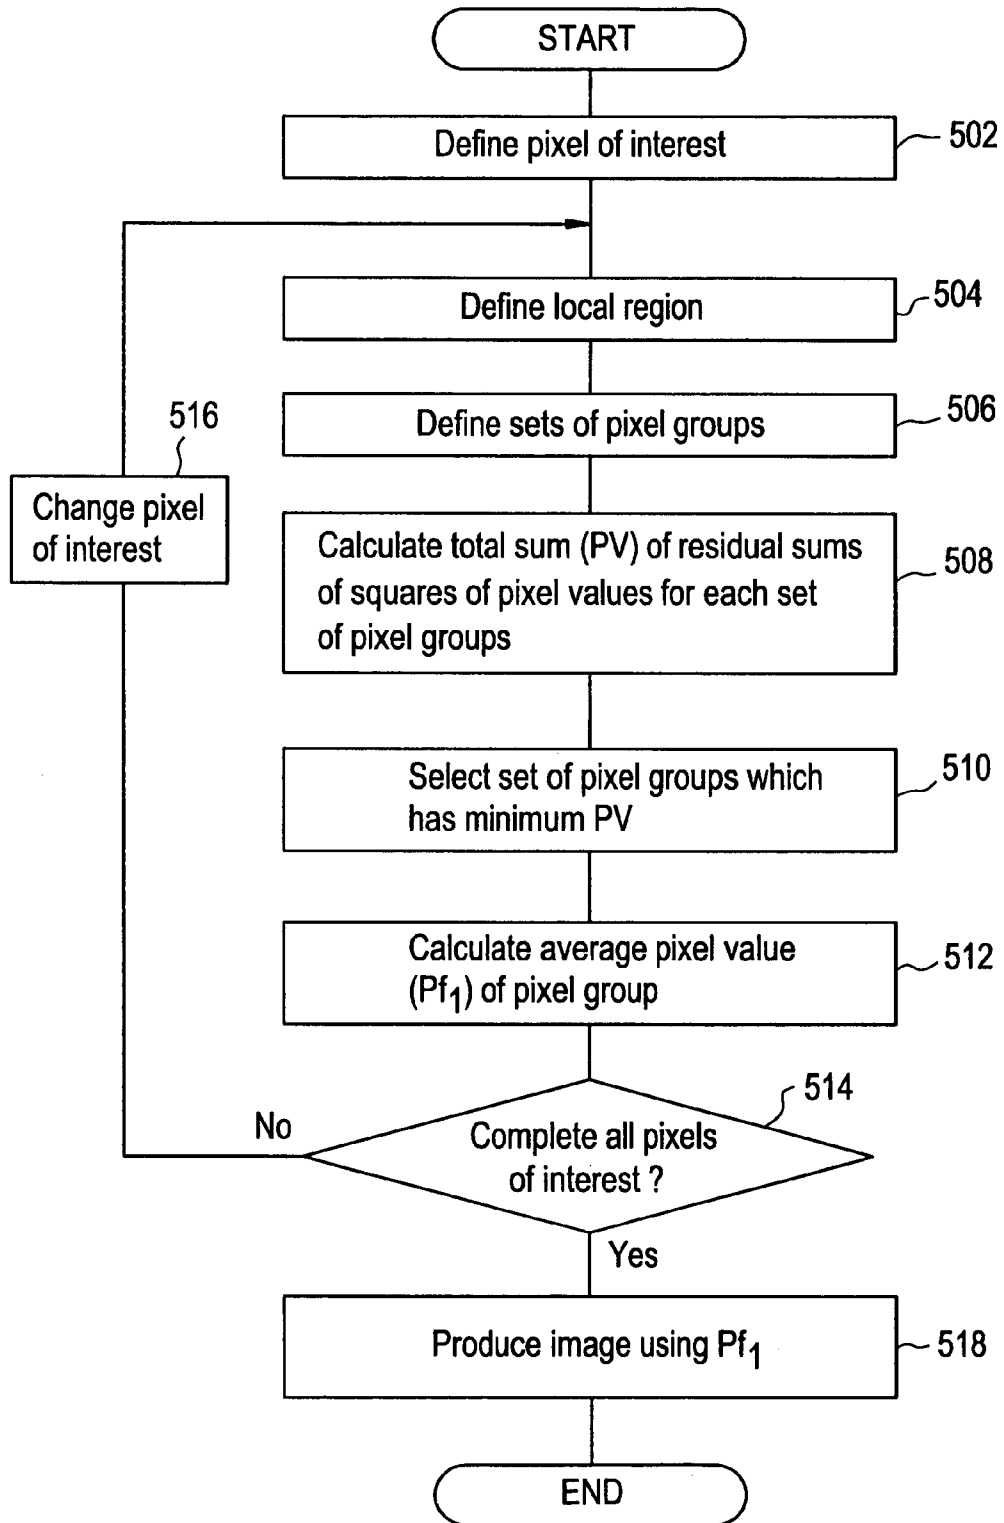 START
Define pixel of interest
502
Define local region
504
Define sets of pixel groups
506
516
Change pixel
of interest
Calculate total sum (PV) of residual sums
of squares of pixel values for each set
of pixel groups
508
Select set of pixel groups which
has minimum PV
510
Calculate average pixel value
(Pf1) of pixel group
512
514
No
Complete all pixels
of interest ?
Yes
Produce image using Pf1
518
END